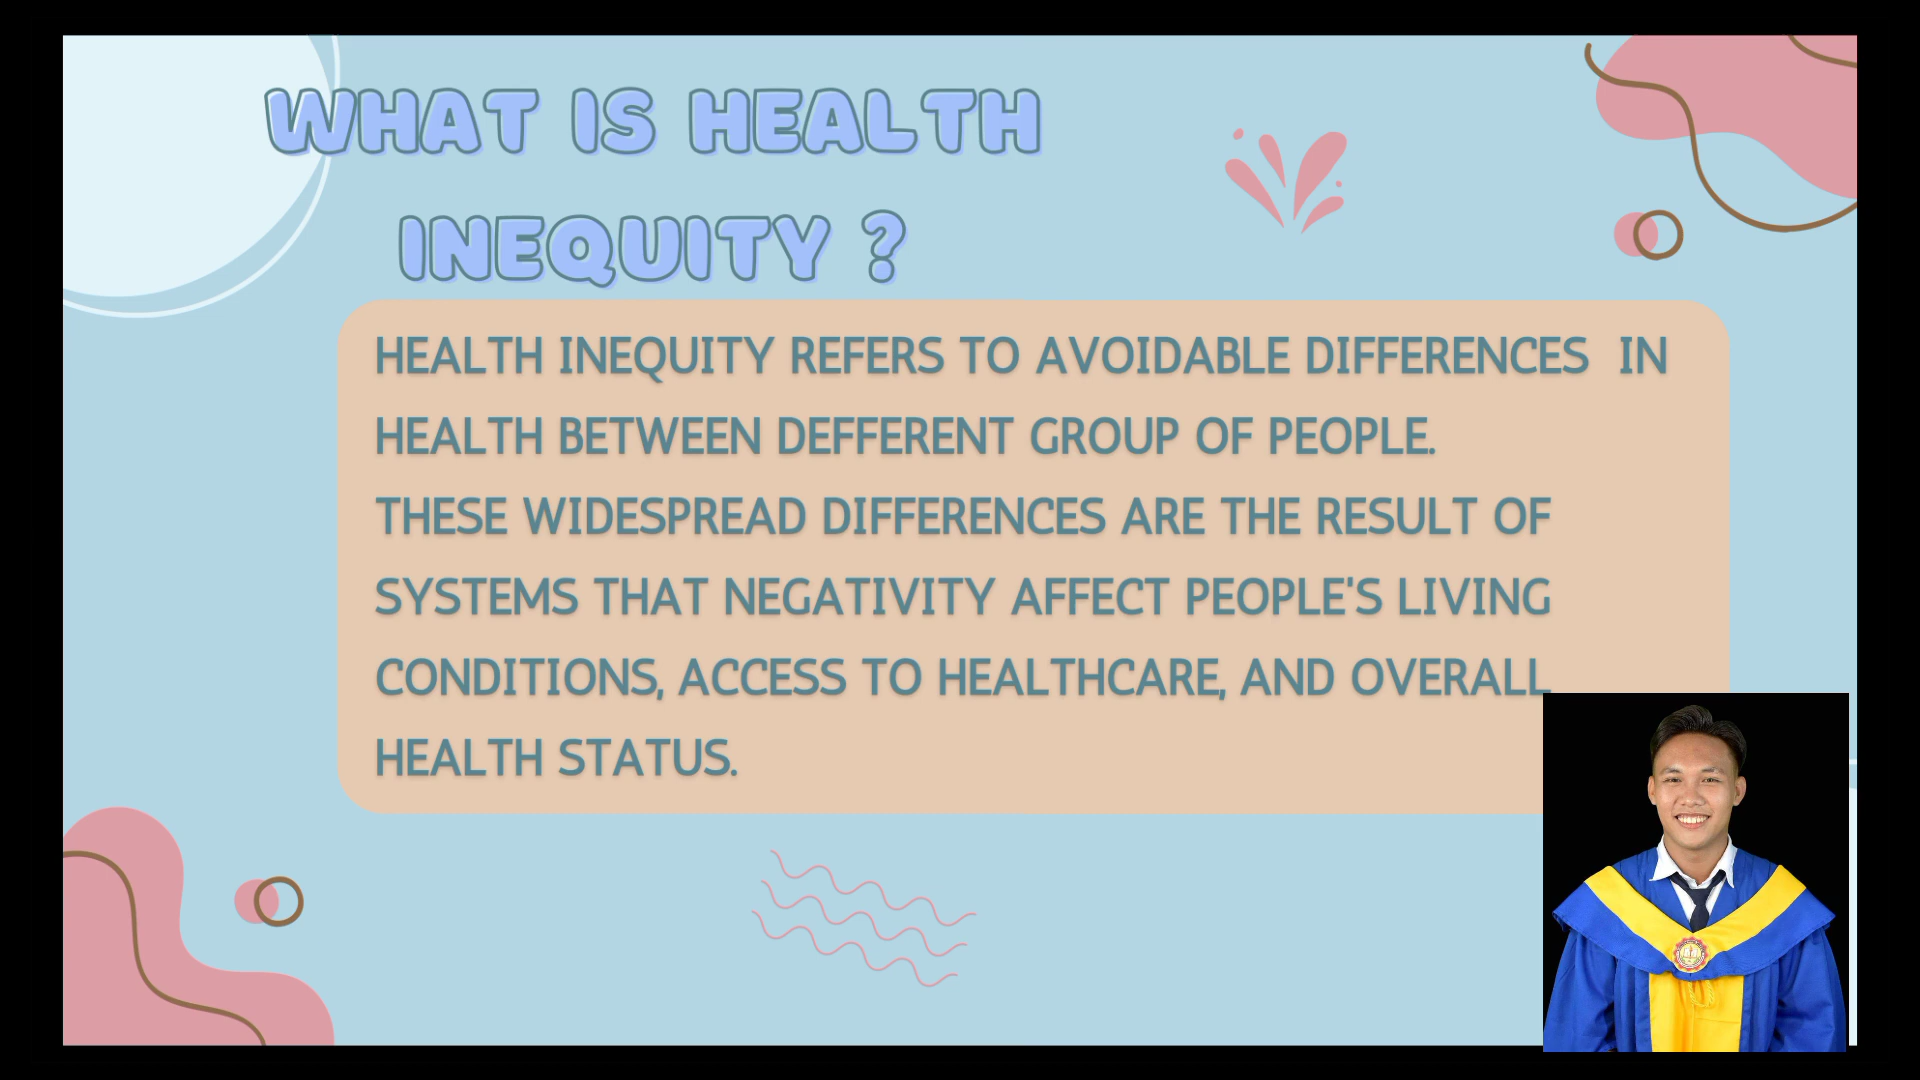 WHAT IS HEALTH
INEQUITY ?
HEALTH INEQUITY REFERS TO AVOIDABLE DIFFERENCES IN
HEALTH BETWEEN DEFFERENT GROUP OF PEOPLE.
THESE WIDESPREAD DIFFERENCES ARE THE RESULT OF
SYSTEMS THAT NEGATIVITY AFFECT PEOPLE'S LIVING
CONDITIONS, ACCESS TO HEALTHCARE, AND OVERALL
HEALTH STATUS.